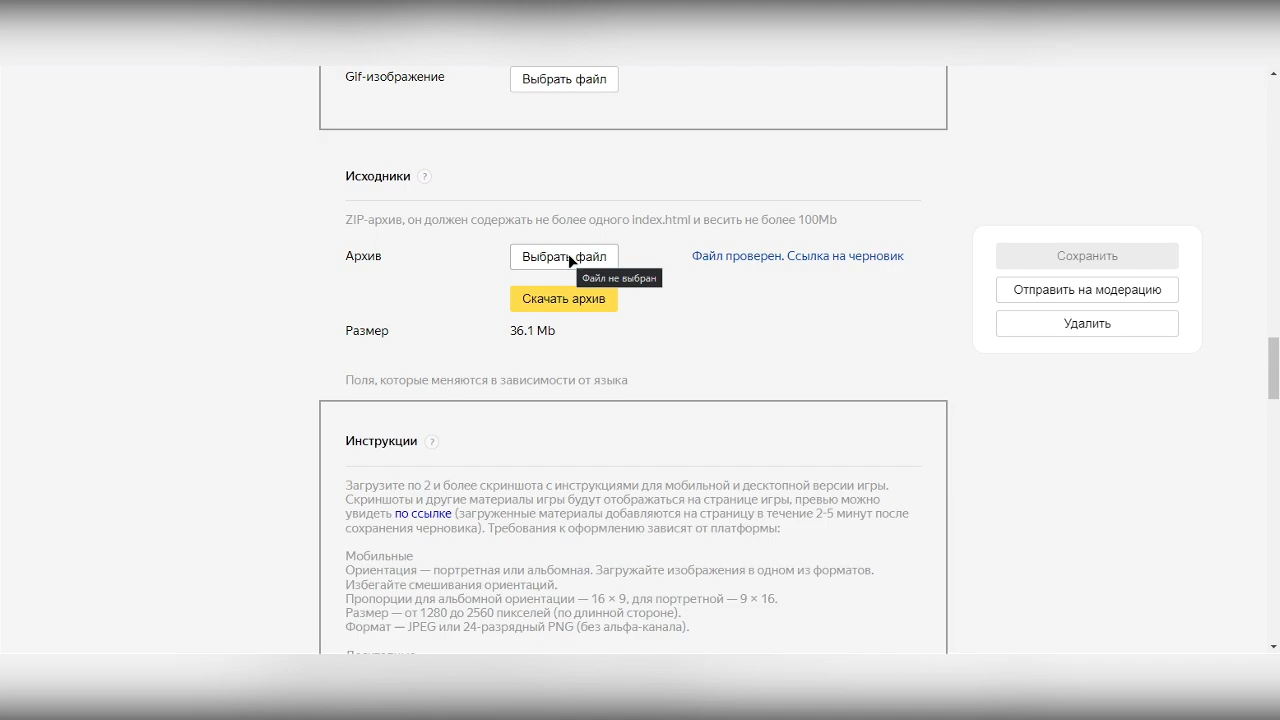 Gif-изображение
Выбрать файл
Исходники ?
ZIP-архив, он должен содержать не более одного index.html и весить не более 100Mb
Архив
Выбрать файл
Файл проверен. Ссылка на черновик
Файл не выбран
Скачать архив
Размер
36.1 Mb
Сохранить
Отправить на модерацию
Удалить
Поля, которые меняются в зависимости от языка
Инструкции ?
Загрузите по 2 и более скриншота с инструкциями для мобильной и десктопной версии игры.
Скриншоты и другие материалы игры будут отображаться на странице игры, превью можно
увидеть по ссылке (загруженные материалы добавляются на страницу в течение 2-5 минут после
сохранения черновика). Требования к оформлению зависят от платформы:
Мобильные
Ориентация — портретная или альбомная. Загружайте изображения в одном из форматов.
Избегайте смешивания ориентаций.
Пропорции для альбомной ориентации — 16 × 9, для портретной — 9 × 16.
Размер — от 1280 до 2560 пикселей (по длинной стороне).
Формат — JPEG или 24-разрядный PNG (без альфа-канала).